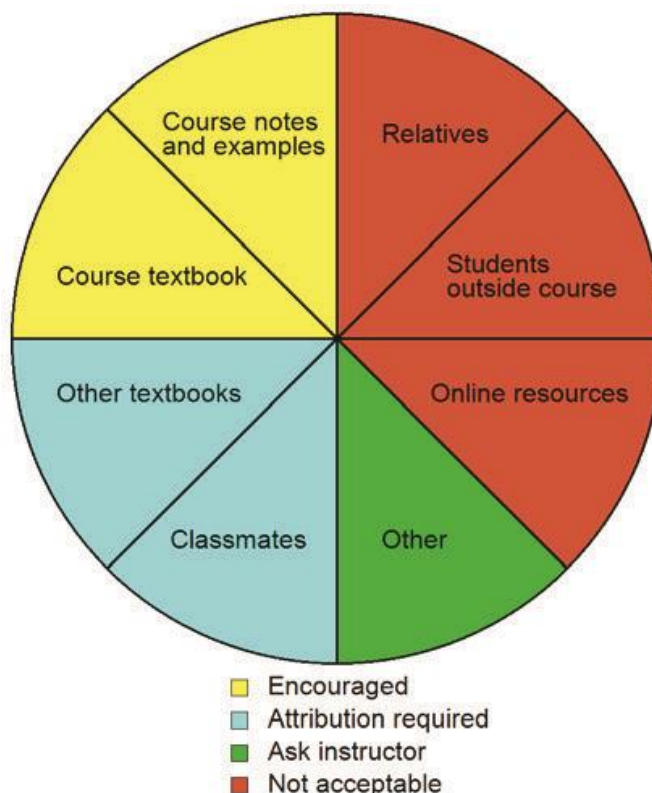 Course notes
and examples
Relatives
Course textbook
Students
outside course
Other textbooks
Online resources
Classmates
Other
Encouraged
Attribution required
Ask instructor
Not acceptable